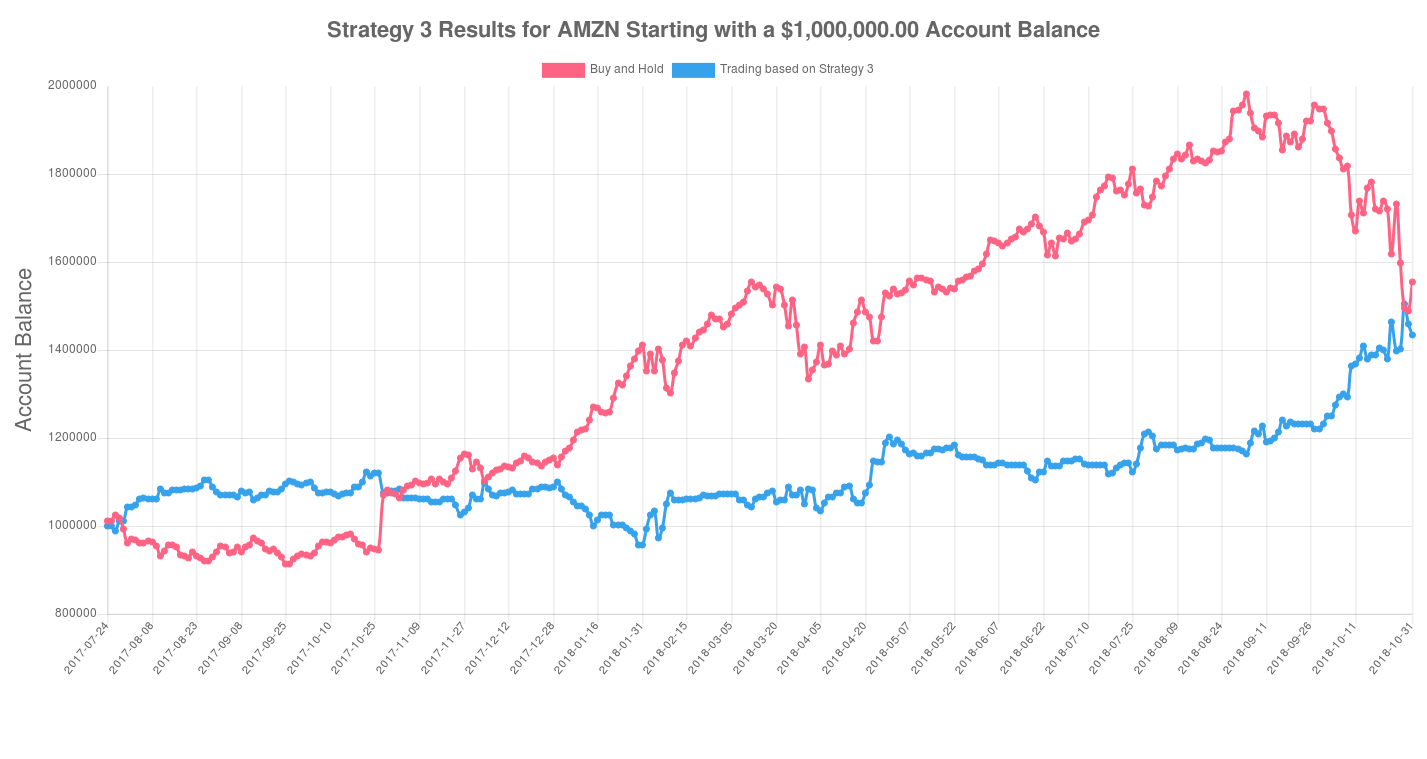 Strategy 3 Results for AMZN Starting with a $1,000,000.00 Account Balance
Buy and Hold Trading based on Strategy 3
Account Balance
2000000
1800000
1600000
1400000
1200000
1000000
800000
2017-07-24 2017-08-08 2017-08-23 2017-09-08 2017-09-25 2017-10-10 2017-10-25 2017-11-09 2017-11-27 2017-12-12 2017-12-28 2018-01-16 2018-01-31 2018-02-15 2018-03-05 2018-03-20 2018-04-05 2018-04-20 2018-05-07 2018-05-22 2018-06-07 2018-06-22 2018-07-10 2018-07-25 2018-08-09 2018-08-24 2018-09-11 2018-09-26 2018-10-11 2018-10-31